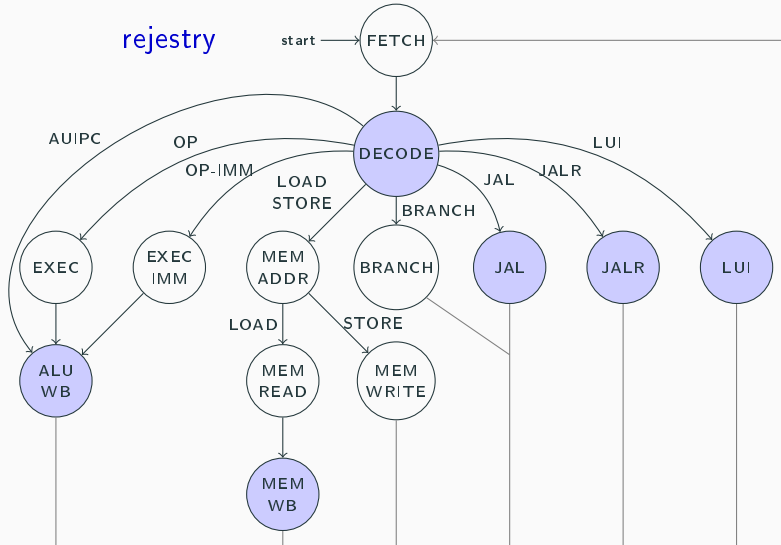 rejestry
start
FETCH
AUIPC
OP
OP-IMM
LOAD
STORE
DECODE
BRANCH
JAL
JALR
LUI
EXEC
EXEC
IMM
MEM
ADDR
BRANCH
JAL
JALR
LUI
LOAD
STORE
ALU
WB
MEM
READ
MEM
WRITE
MEM
WB